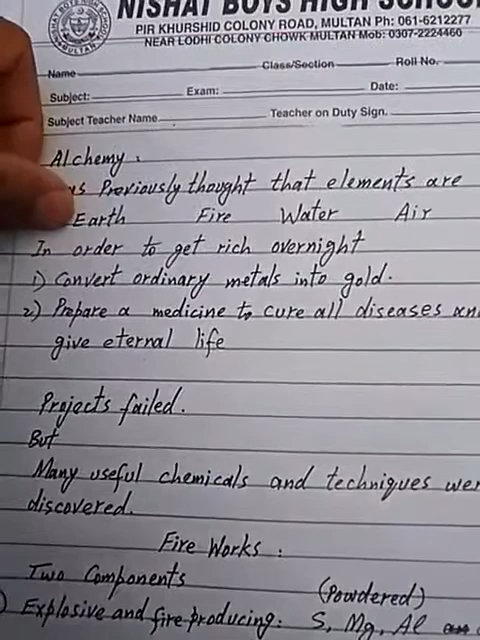 NISHAT BOYS HIGH SCHOOL
PIR KHURSHID COLONY ROAD, MULTAN Ph: 061-6212277
NEAR LODHI COLONY CHOWK MULTAN Mob: 0307-2224460
Name Class/Section Roll No.
Subject: Exam: Date:
Subject Teacher Name Teacher on Duty Sign.
Alchemy :
Previously thought that elements are
Earth Fire Water Air
In order to get rich overnight
1) Convert ordinary metals into gold.
2) Prepare a medicine to cure all diseases an
give eternal life
Projects failed.
But
Many useful chemicals and techniques wer
discovered.
Fire Works :
Two Components
(Powdered)
) Explosive and fire producing : S, Mg, Al